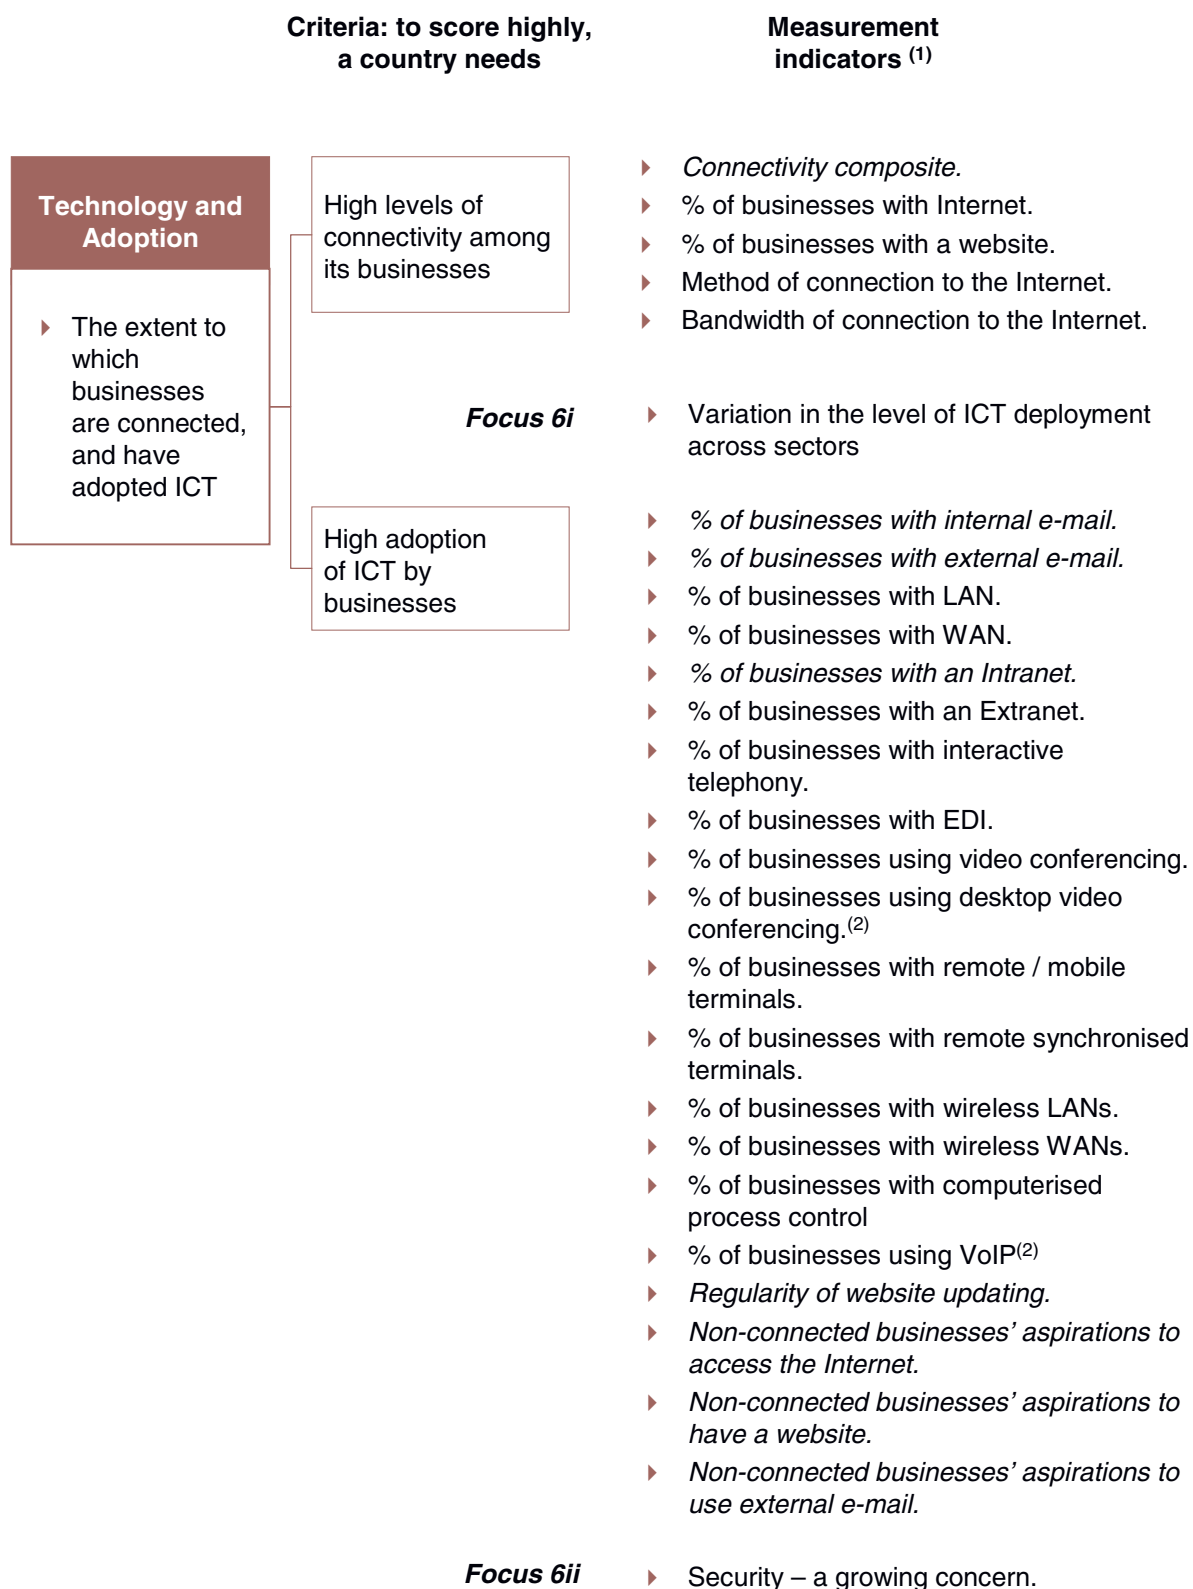 Criteria: to score highly,
a country needs
Measurement
indicators (1)
Technology and
Adoption
The extent to
which
businesses
are connected,
and have
adopted ICT
High levels of
connectivity among
its businesses
Connectivity composite.
% of businesses with Internet.
% of businesses with a website.
Method of connection to the Internet.
Bandwidth of connection to the Internet.
Focus 6i
Variation in the level of ICT deployment
across sectors
High adoption
of ICT by
businesses
% of businesses with internal e-mail.
% of businesses with external e-mail.
% of businesses with LAN.
% of businesses with WAN.
% of businesses with an Intranet.
% of businesses with an Extranet.
% of businesses with interactive
telephony.
% of businesses with EDI.
% of businesses using video conferencing.
% of businesses using desktop video
conferencing.(2)
% of businesses with remote / mobile
terminals.
% of businesses with remote synchronised
terminals.
% of businesses with wireless LANs.
% of businesses with wireless WANs.
% of businesses with computerised
process control
% of businesses using VoIP(2)
Regularity of website updating.
Non-connected businesses’ aspirations to
access the Internet.
Non-connected businesses’ aspirations to
have a website.
Non-connected businesses’ aspirations to
use external e-mail.
Focus 6ii
Security – a growing concern.